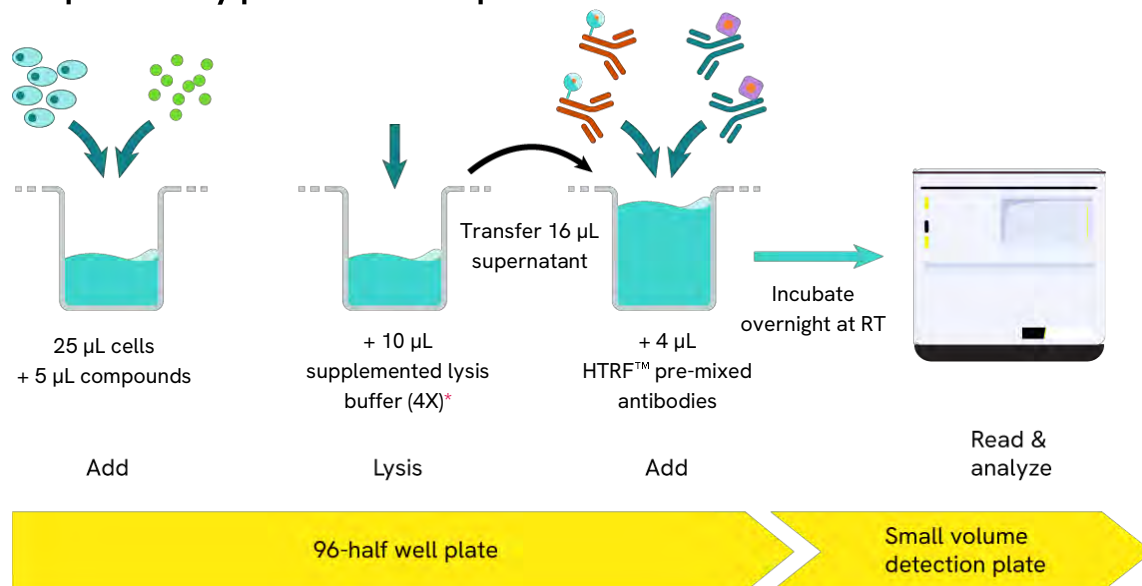 25 µL cells
+ 5 µL compounds
+ 10 µL
supplemented lysis
buffer (4X)*
Transfer 16 µL
supernatant
+ 4 µL
HTRF™ pre-mixed
antibodies
Incubate
overnight at RT
Add
Lysis
Add
Read &
analyze
96-half well plate
Small volume
detection plate